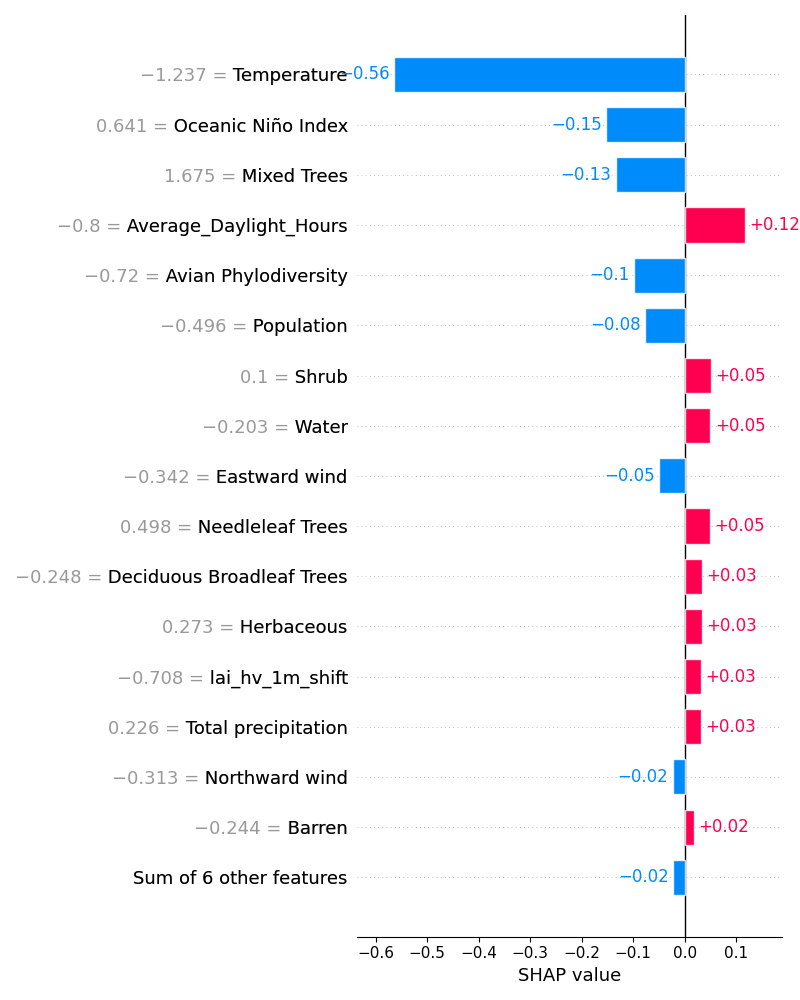 −1.237 = Temperature −0.56
0.641 = Oceanic Niño Index −0.15
1.675 = Mixed Trees −0.13
−0.8 = Average_Daylight_Hours +0.12
−0.72 = Avian Phylodiversity −0.1
−0.496 = Population −0.08
0.1 = Shrub +0.05
−0.203 = Water +0.05
−0.342 = Eastward wind −0.05
0.498 = Needleleaf Trees +0.05
−0.248 = Deciduous Broadleaf Trees +0.03
0.273 = Herbaceous +0.03
−0.708 = lai_hv_1m_shift +0.03
0.226 = Total precipitation +0.03
−0.313 = Northward wind −0.02
−0.244 = Barren +0.02
Sum of 6 other features −0.02
−0.6 −0.5 −0.4 −0.3 −0.2 −0.1 0.0 0.1
SHAP value